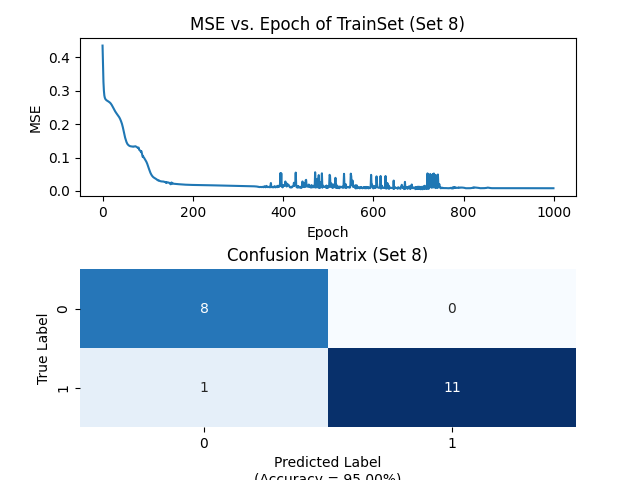 MSE vs. Epoch of TrainSet (Set 8)
MSE
0.4
0.3
0.2
0.1
0.0
0 200 400 600 800 1000
Epoch
Confusion Matrix (Set 8)
True Label
0 8 0
1 1 11
0 1
Predicted Label
(Accuracy = 95.00%)